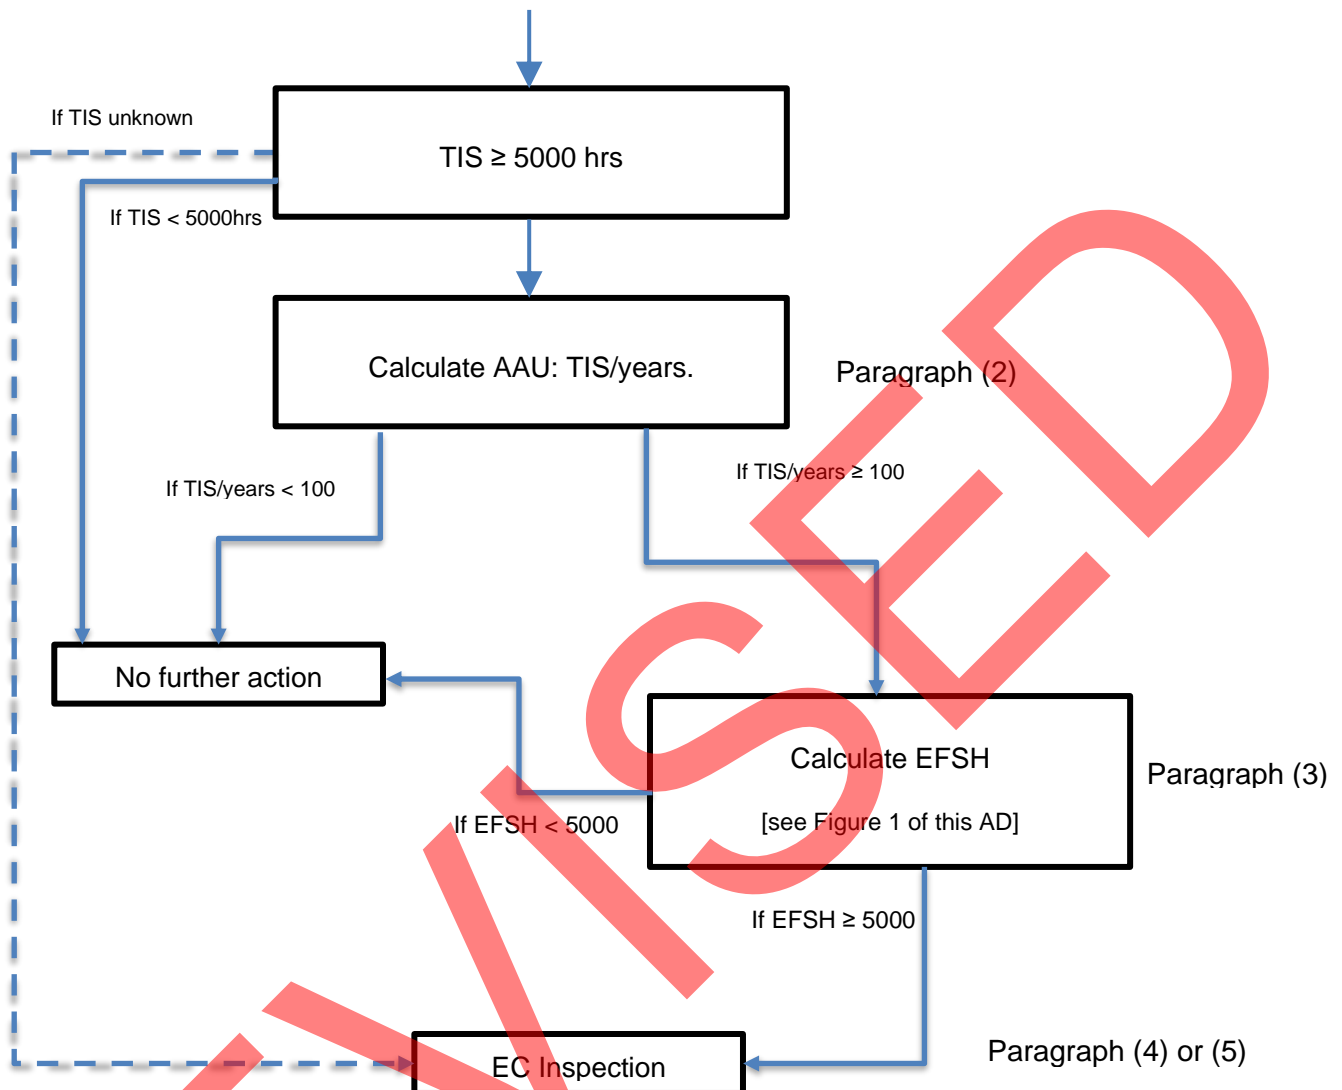 If TIS unknown
TIS ≥ 5000 hrs
If TIS < 5000hrs
Calculate AAU: TIS/years.
Paragraph (2)
If TIS/years < 100
If TIS/years ≥ 100
No further action
Calculate EFSH
[see Figure 1 of this AD]
Paragraph (3)
If EFSH < 5000
If EFSH ≥ 5000
EC Inspection
Paragraph (4) or (5)
VISED